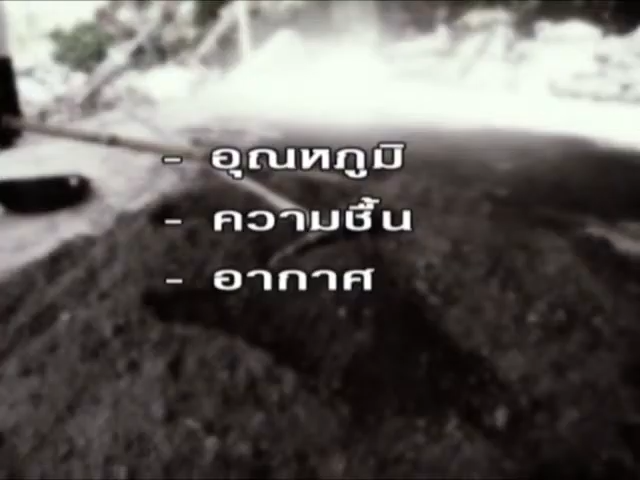 - อุณหภูมิ
- ความชื้น
- อากาศ